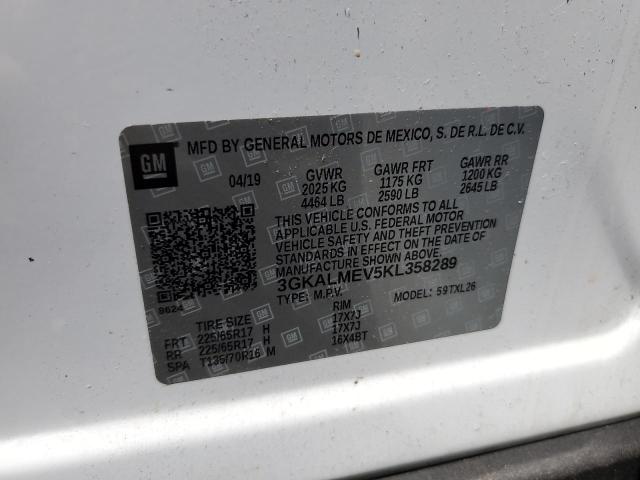 GM
MFD BY GENERAL MOTORS DE MEXICO, S. DE R.L. DE C.V.
04/19 GVWR GAWR FRT GAWR RR
2025 KG 1175 KG 1200 KG
4464 LB 2590 LB 2645 LB
THIS VEHICLE CONFORMS TO ALL
APPLICABLE U.S. FEDERAL MOTOR
VEHICLE SAFETY AND THEFT PREVENTION
STANDARDS IN EFFECT ON THE DATE OF
MANUFACTURE SHOWN ABOVE.
3GKALMEV5KL358289
TYPE: M.P.V. MODEL: 59TXL26
9624
TIRE SIZE RIM
FRT 225/65R17 H 17X7J
RR 225/65R17 H 17X7J
SPA T135/70R16 M 16X4BT